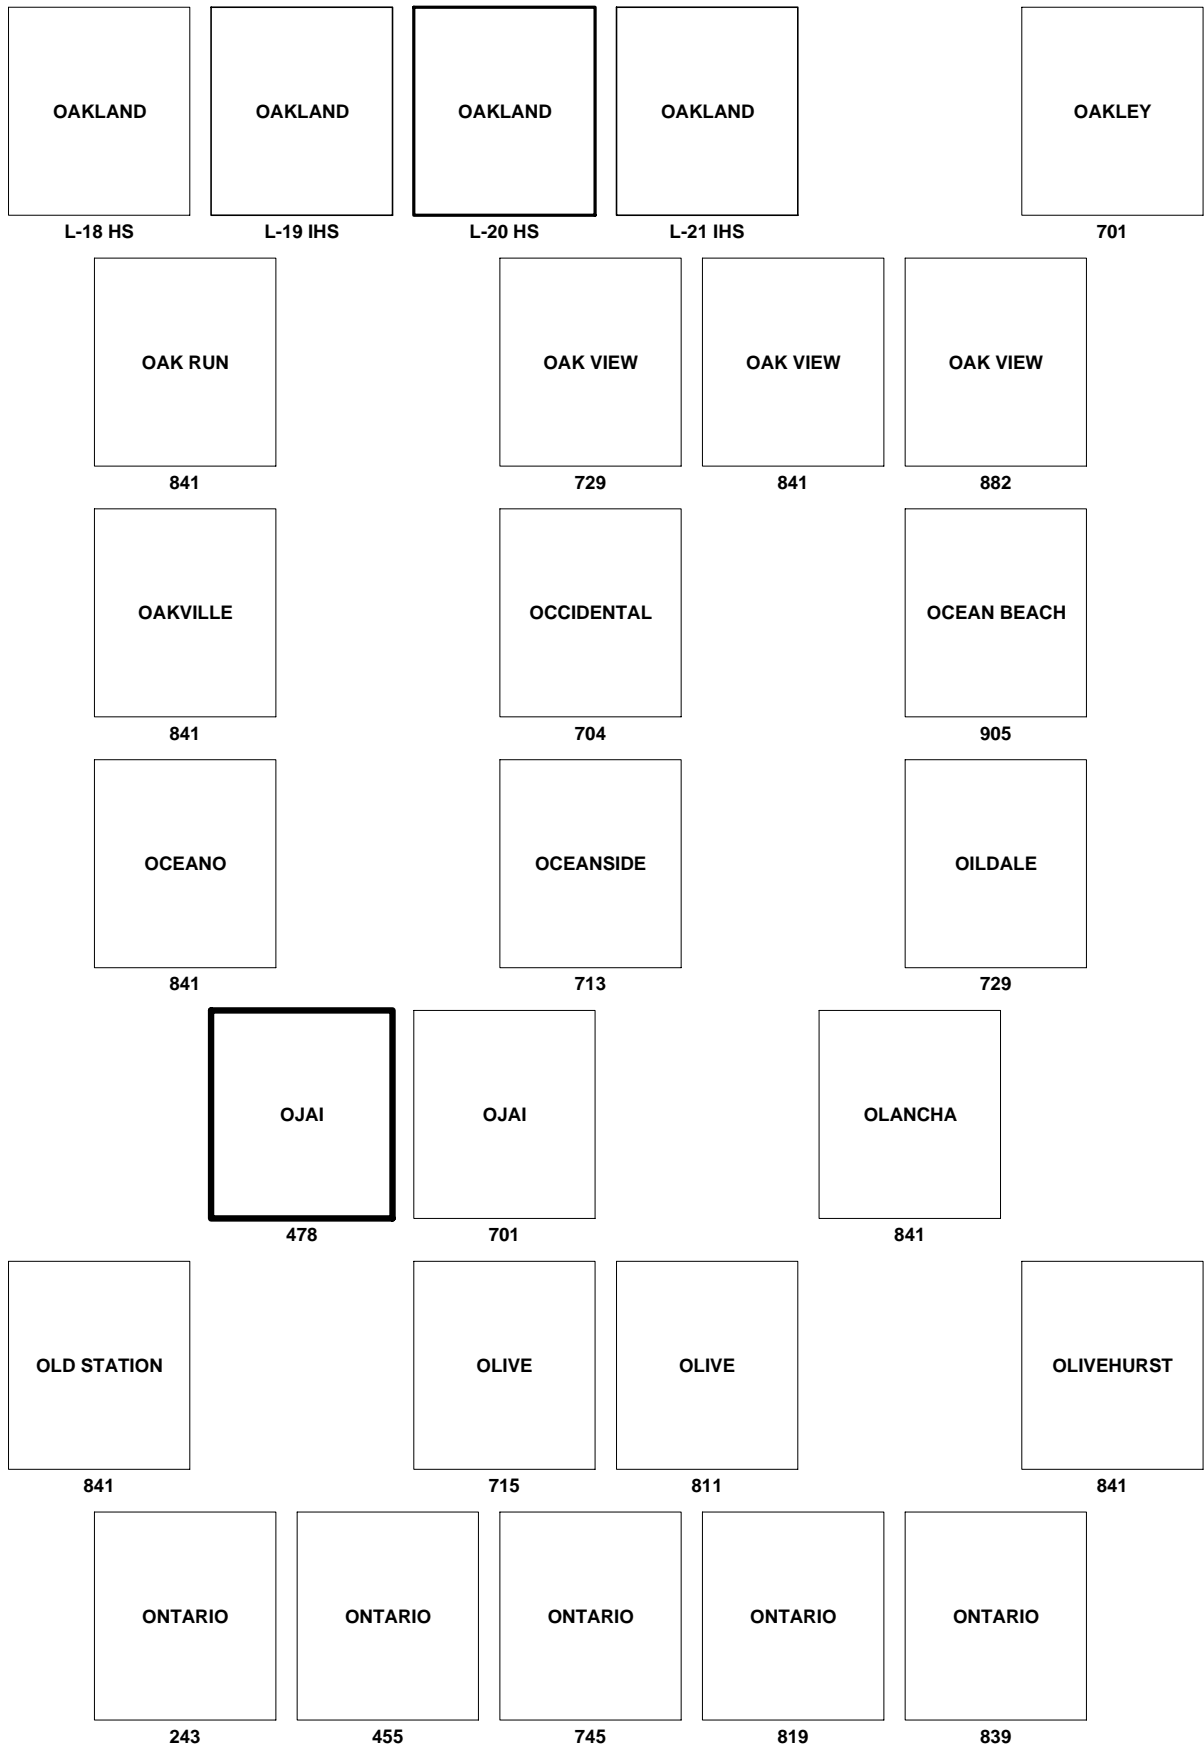 OAKLAND OAKLAND OAKLAND OAKLAND OAKLEY
L-18 HS L-19 IHS L-20 HS L-21 IHS 701
OAK RUN OAK VIEW OAK VIEW OAK VIEW
841 729 841 882
OAKVILLE OCCIDENTAL OCEAN BEACH
841 704 905
OCEANO OCEANSIDE OILDALE
841 713 729
OJAI OJAI OLANCHA
478 701 841
OLD STATION OLIVE OLIVE OLIVEHURST
841 715 811 841
ONTARIO ONTARIO ONTARIO ONTARIO ONTARIO
243 455 745 819 839